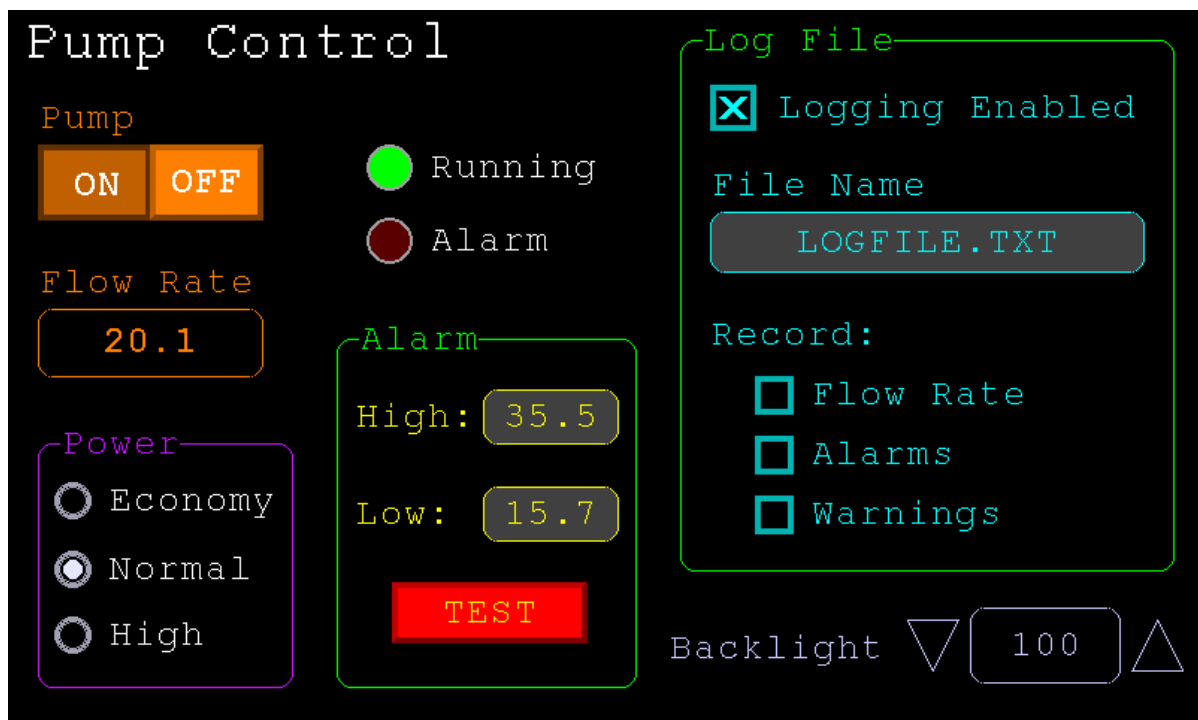 Pump Control
Pump
ON OFF
Running
Alarm
Flow Rate
20.1
Power
Economy
Normal
High
Alarm
High: 35.5
Low: 15.7
TEST
Log File
Logging Enabled
File Name
LOGFILE.TXT
Record:
Flow Rate
Alarms
Warnings
Backlight 100